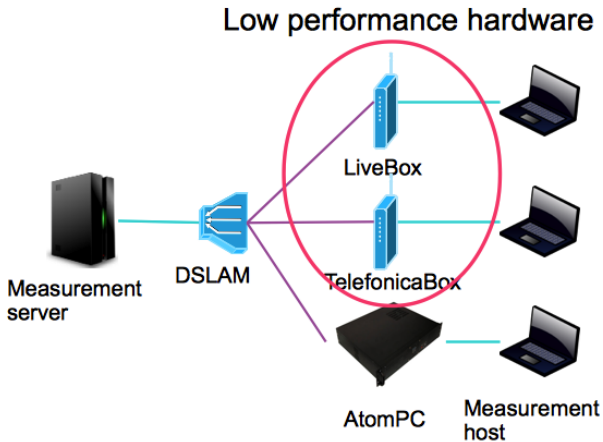 Low performance hardware
LiveBox
DSLAM
TelefonicaBox
Measurement
server
AtomPC
Measurement
host